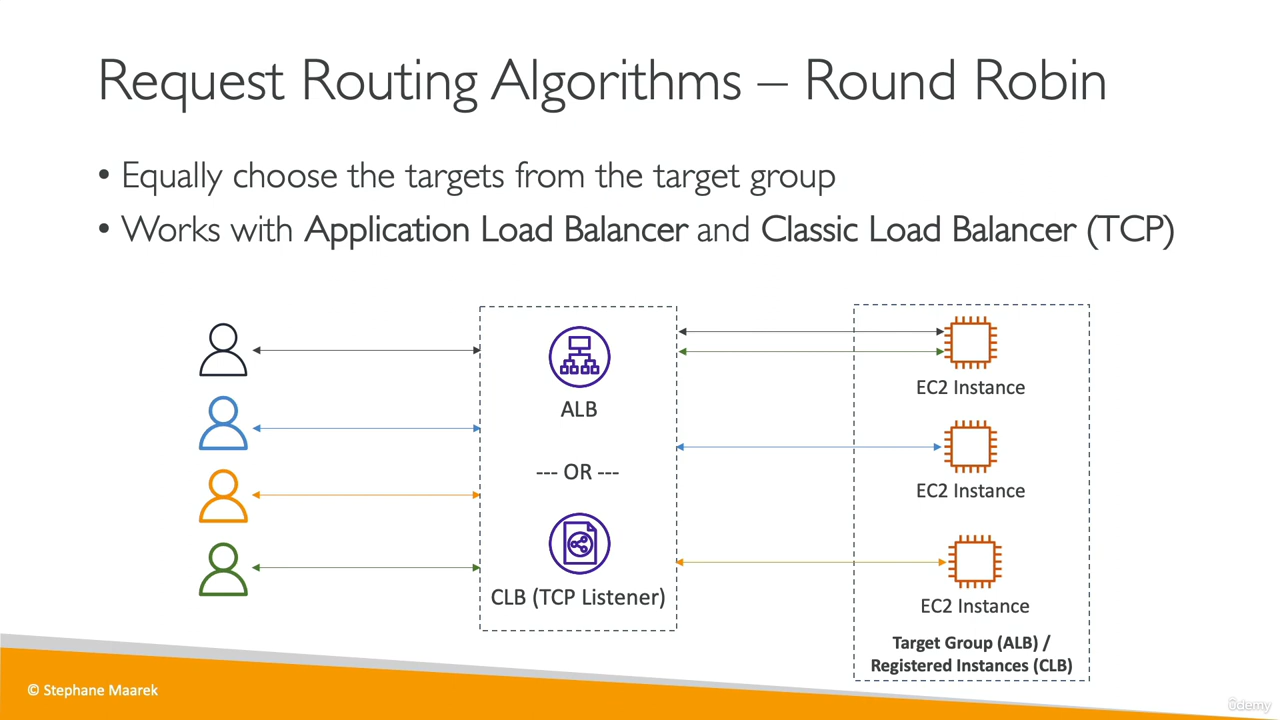 Request Routing Algorithms – Round Robin
• Equally choose the targets from the target group
• Works with Application Load Balancer and Classic Load Balancer (TCP)
ALB
--- OR ---
CLB (TCP Listener)
EC2 Instance
EC2 Instance
EC2 Instance
Target Group (ALB) /
Registered Instances (CLB)
© Stephane Maarek
ûdemy